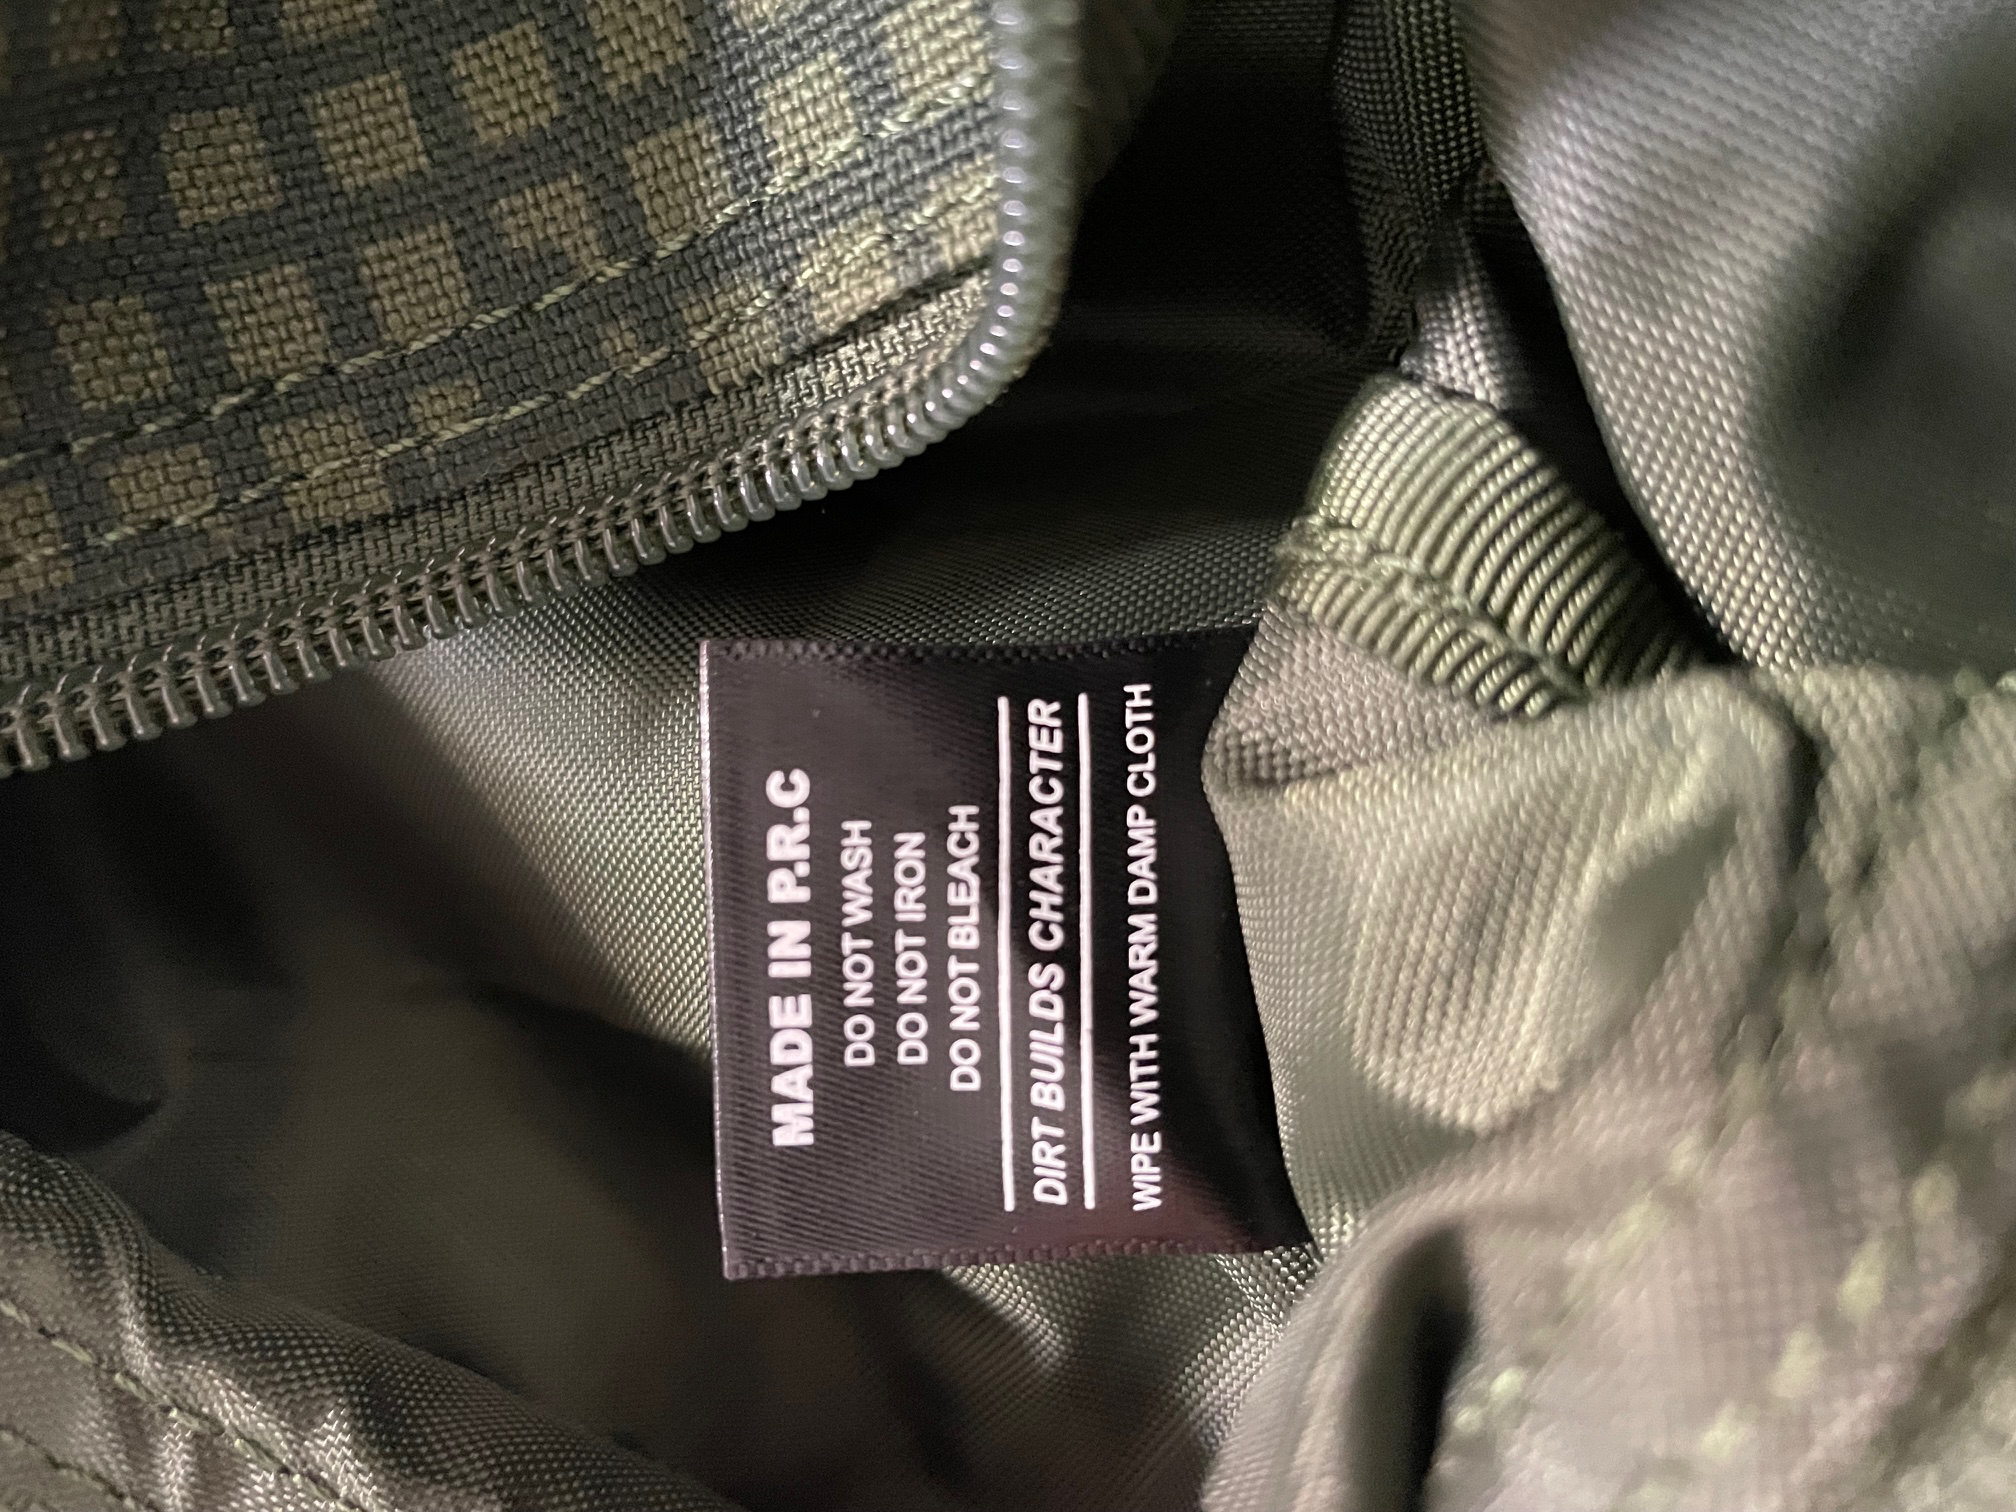 MADE IN P.R.C
DO NOT WASH
DO NOT IRON
DO NOT BLEACH
DIRT BUILDS CHARACTER
WIPE WITH WARM DAMP CLOTH